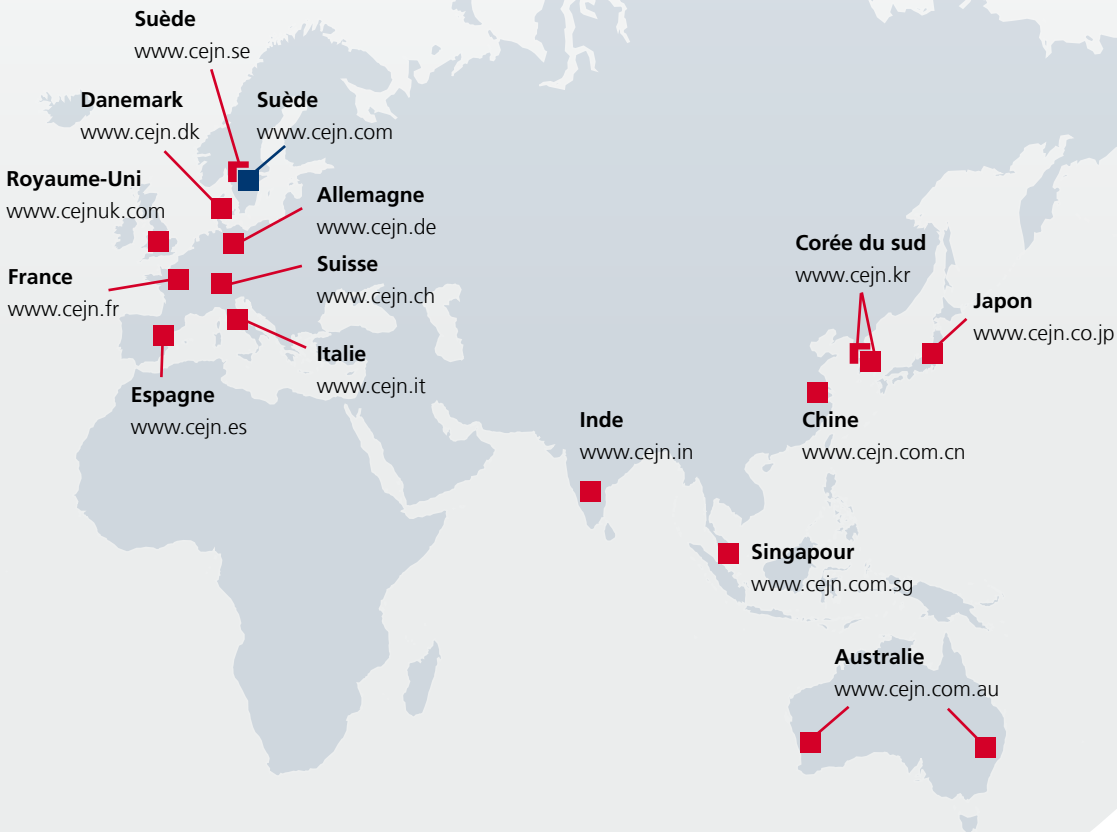 Suède
www.cejn.se
Danemark
www.cejn.dk
Suède
www.cejn.com
Royaume-Uni
www.cejnuk.com
Allemagne
www.cejn.de
France
www.cejn.fr
Suisse
www.cejn.ch
Italie
www.cejn.it
Espagne
www.cejn.es
Corée du sud
www.cejn.kr
Japon
www.cejn.co.jp
Inde
www.cejn.in
Chine
www.cejn.com.cn
Singapour
www.cejn.com.sg
Australie
www.cejn.com.au